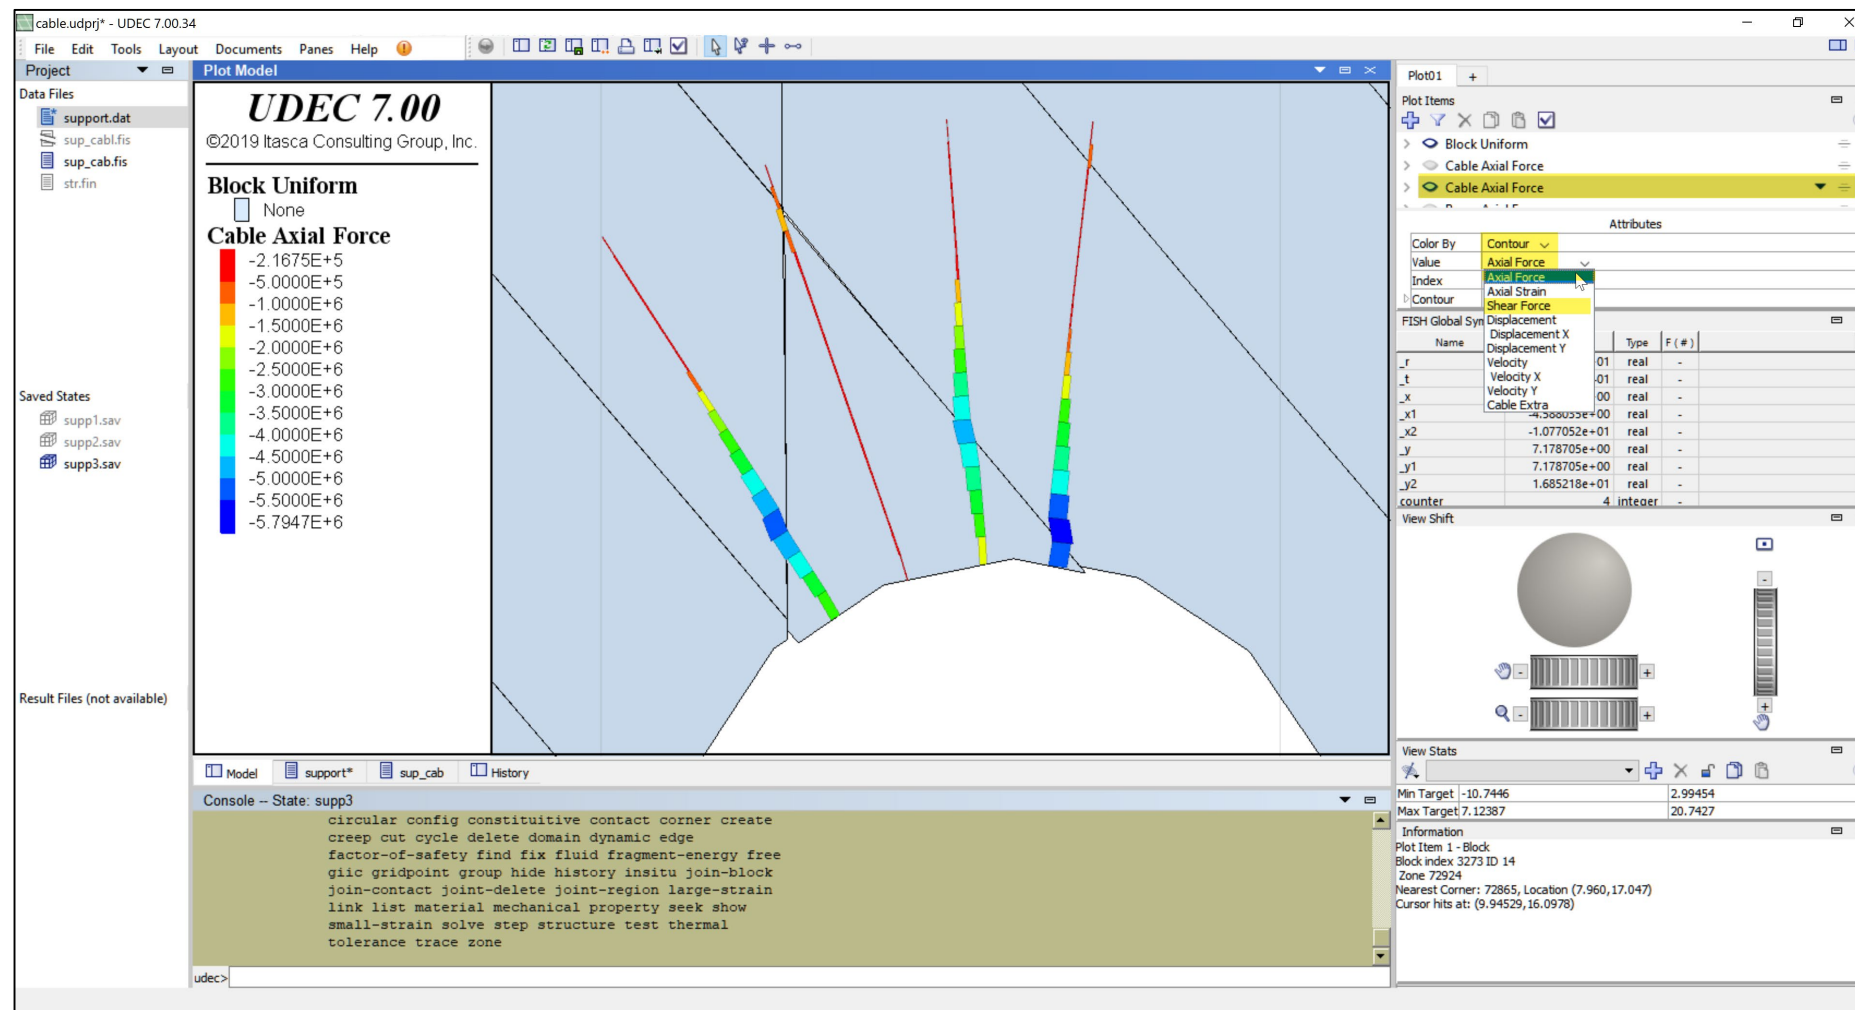 cable.udprj* - UDEC 7.00.34
File Edit Tools Layout Documents Panes Help
Project
Data Files
support.dat
sup_cabl.fis
sup_cab.fis
str.fin
Saved States
supp1.sav
supp2.sav
supp3.sav
Result Files (not available)
Plot Model
UDEC 7.00
©2019 Itasca Consulting Group, Inc.
Block Uniform
None
Cable Axial Force
-2.1675E+5
-5.0000E+5
-1.0000E+6
-1.5000E+6
-2.0000E+6
-2.5000E+6
-3.0000E+6
-3.5000E+6
-4.0000E+6
-4.5000E+6
-5.0000E+6
-5.5000E+6
-5.7947E+6
Model support* sup_cab History
Console -- State: supp3
circular config constituitive contact corner create
creep cut cycle delete domain dynamic edge
factor-of-safety find fix fluid fragment-energy free
giic gridpoint group hide history insitu join-block
join-contact joint-delete joint-region large-strain
link list material mechanical property seek show
small-strain solve step structure test thermal
tolerance trace zone
udec>
Plot01 +
Plot Items
Block Uniform
Cable Axial Force
Cable Axial Force
Attributes
Color By Contour
Value Axial Force
Index
Contour
Axial Force
Axial Strain
Shear Force
Displacement
Displacement X
Displacement Y
Velocity
Velocity X
Velocity Y
Cable Extra
FISH Global Sym
Name Type F ( # )
_r 01 real -
_t -01 real -
_x 00 real -
_x1 -4.588035e+00 real -
_x2 -1.077052e+01 real -
_y 7.178705e+00 real -
_y1 7.178705e+00 real -
_y2 1.685218e+01 real -
counter 4 integer -
View Shift
- +
- +
-
+
View Stats
Min Target -10.7446 2.99454
Max Target 7.12387 20.7427
Information
Plot Item 1 - Block
Block index 3273 ID 14
Zone 72924
Nearest Corner: 72865, Location (7.960,17.047)
Cursor hits at: (9.94529,16.0978)